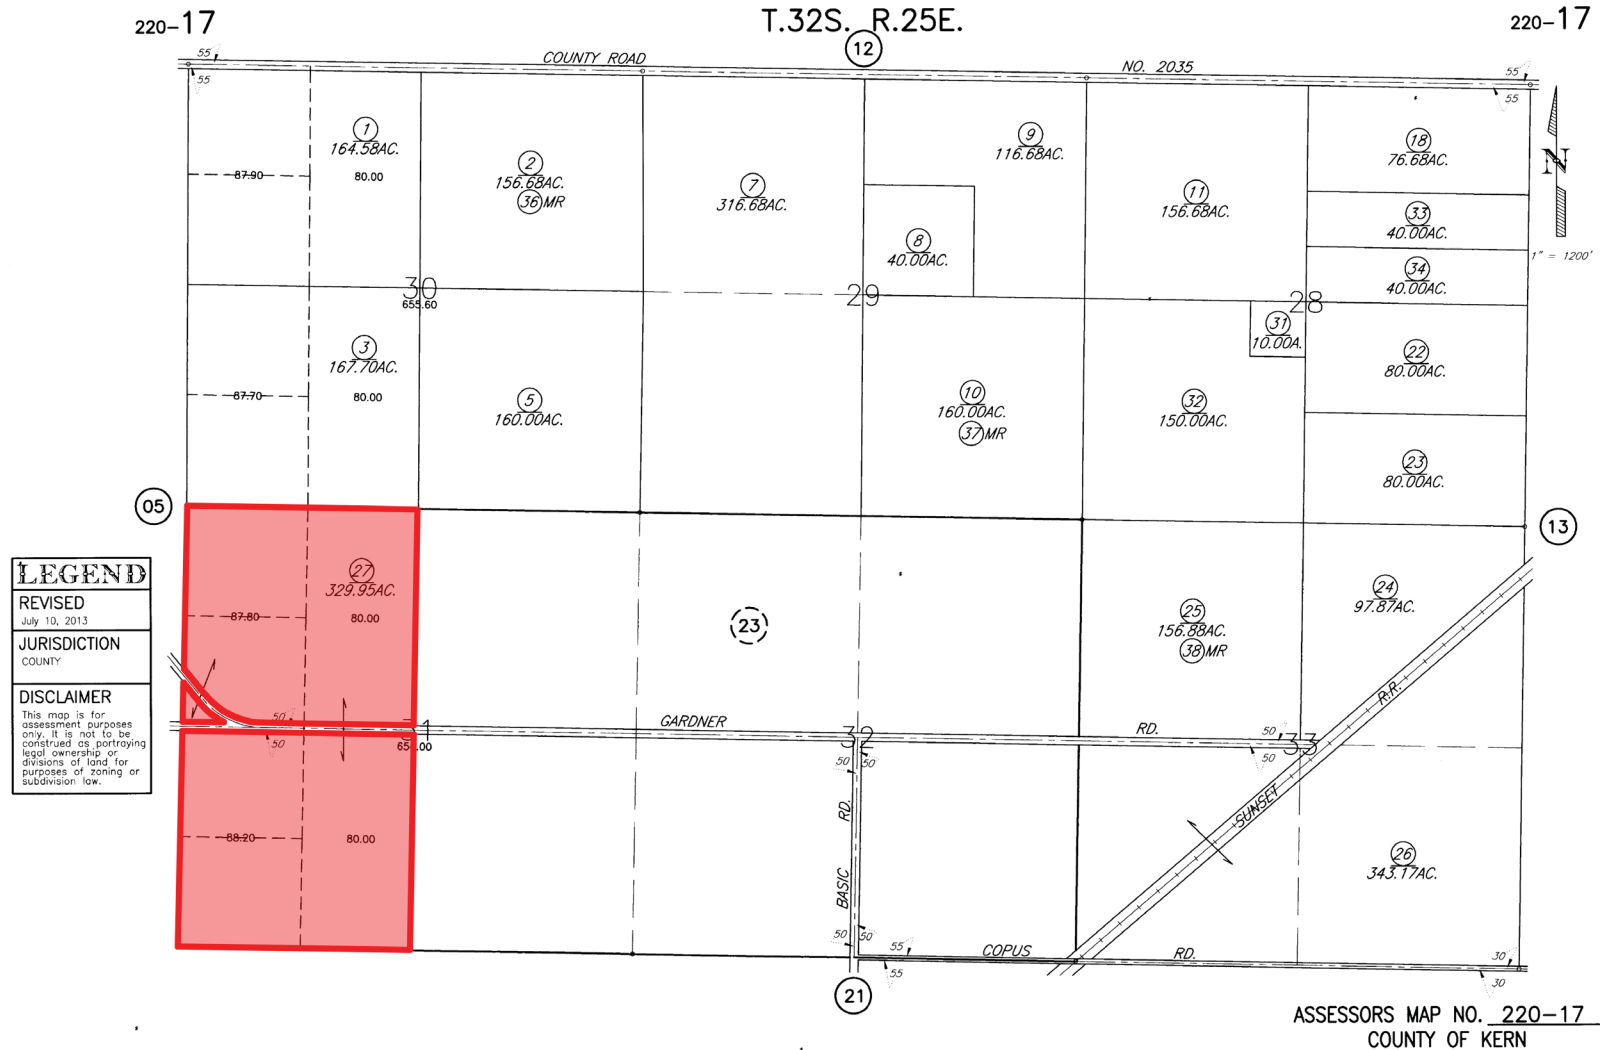 220-17
T.32S. R.25E.
220-17
12
55
55
COUNTY ROAD
NO. 2035
55
55
1
164.58AC.
87.90
80.00
2
156.68AC.
36 MR
7
316.68AC.
9
116.68AC.
8
40.00AC.
11
156.68AC.
18
76.68AC.
33
40.00AC.
34
40.00AC.
N
1" = 1200'
30
655.60
29
28
3
167.70AC.
87.70
80.00
5
160.00AC.
10
160.00AC.
37 MR
31
10.00A.
32
150.00AC.
22
80.00AC.
23
80.00AC.
05
13
27
329.95AC.
87.80
80.00
23
25
156.88AC.
38 MR
24
97.87AC.
LEGEND
REVISED
July 10, 2013
JURISDICTION
COUNTY
DISCLAIMER
This map is for
assessment purposes
only. It is not to be
construed as portraying
legal ownership or
divisions of land for
purposes of zoning or
subdivision law.
50
50
GARDNER
RD.
50
50
32
33
50
50
BASIC RD.
50
50
SUNSET
R.R.
88.20
80.00
26
343.17AC.
55
55
COPUS
RD.
30
30
21
ASSESSORS MAP NO. 220-17
COUNTY OF KERN